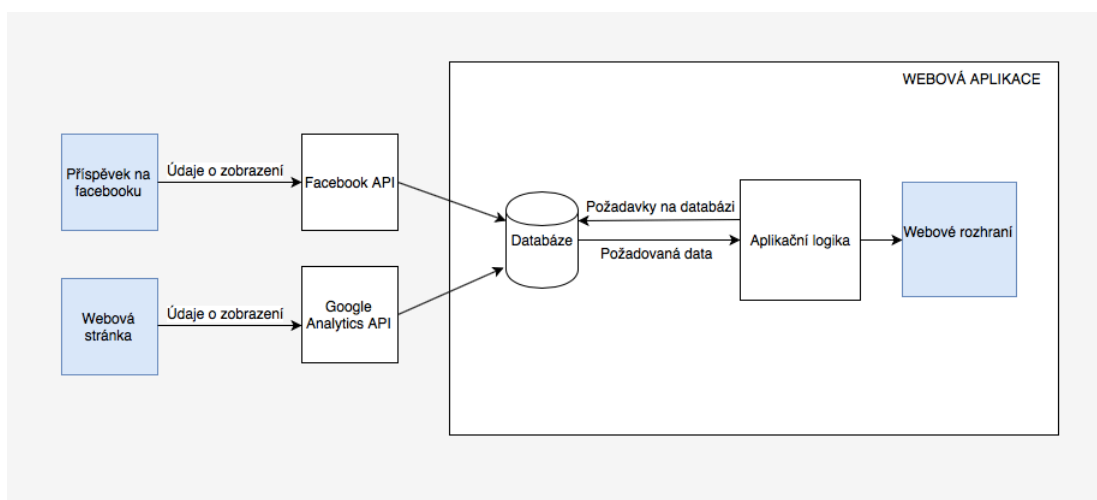 WEBOVÁ APLIKACE
Příspěvek na
facebooku
Údaje o zobrazení
Facebook API
Webová
stránka
Údaje o zobrazení
Google
Analytics API
Databáze
Požadavky na databázi
Požadovaná data
Aplikační logika
Webové rozhraní